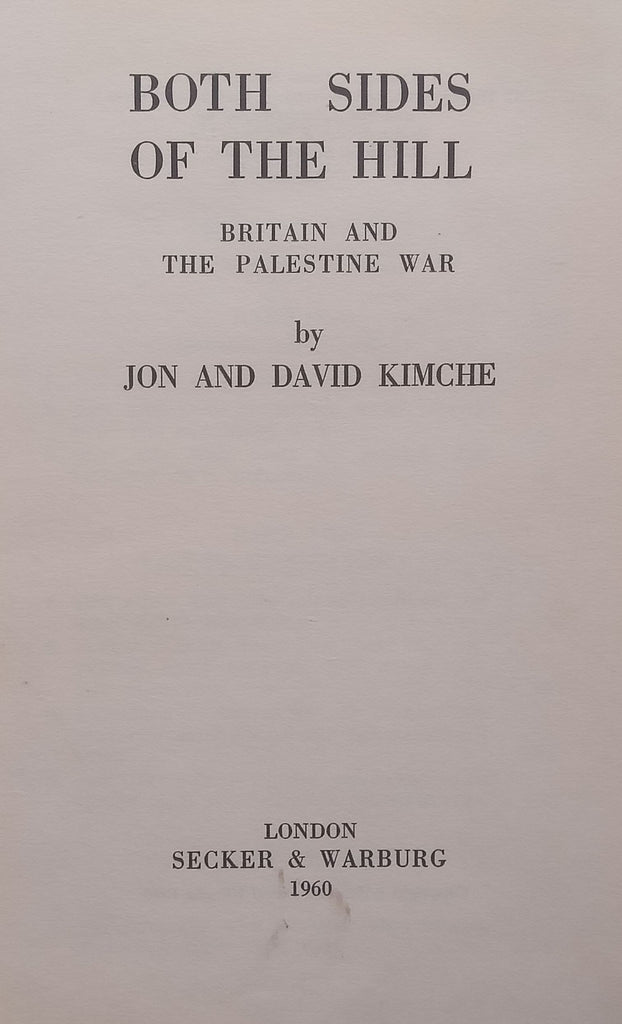 BOTH SIDES
OF THE HILL
BRITAIN AND
THE PALESTINE WAR
by
JON AND DAVID KIMCHE
LONDON
SECKER & WARBURG
1960